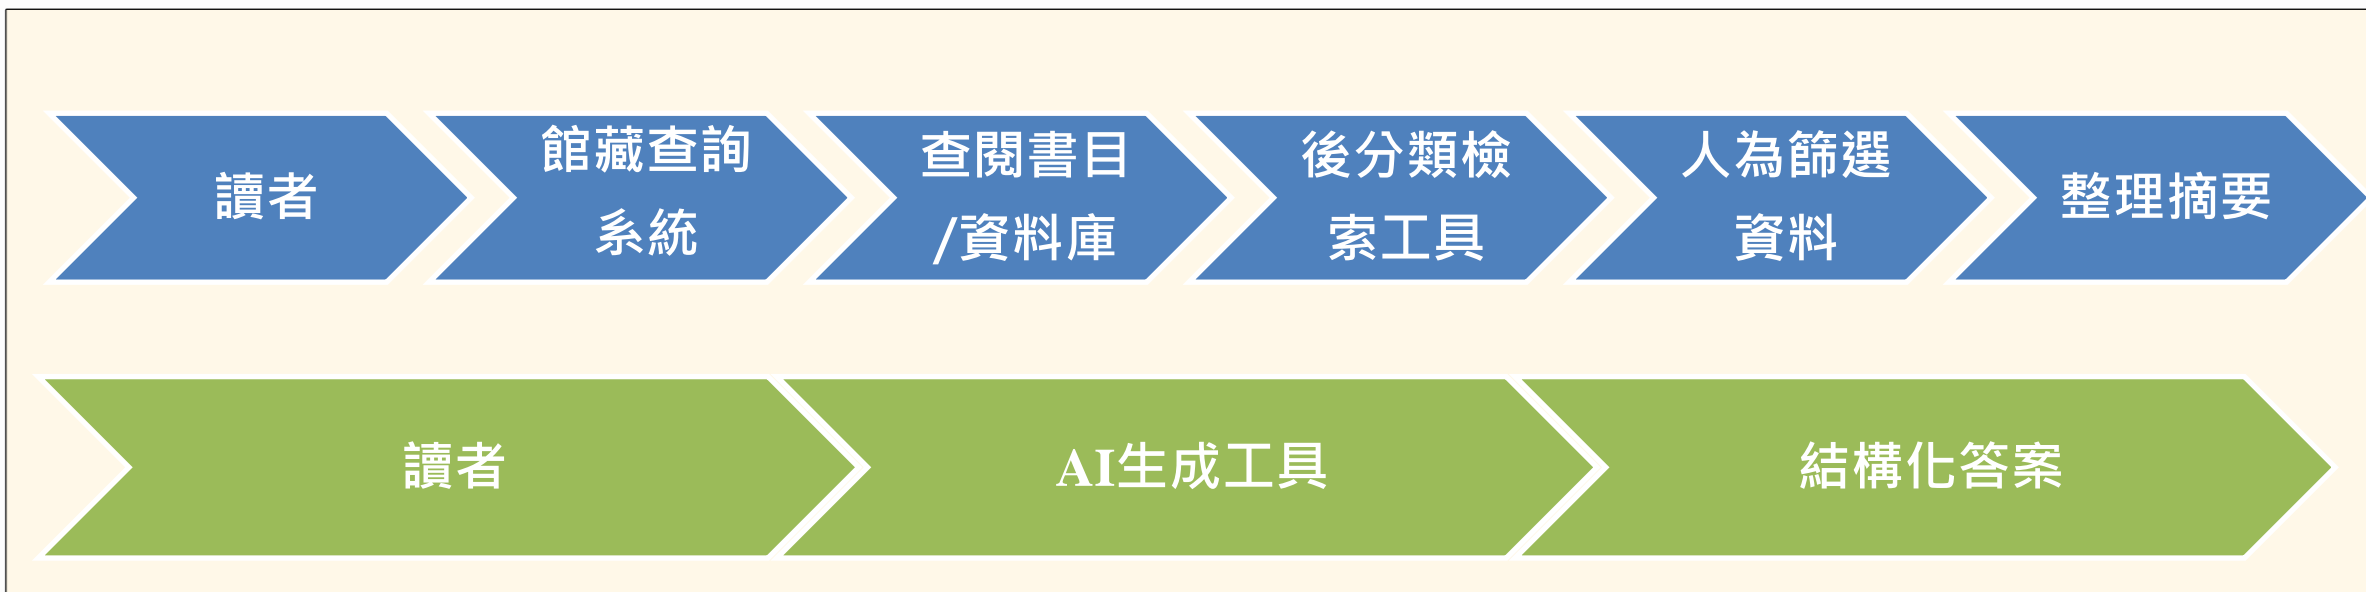 讀者
館藏查詢
系統
查閱書目
/資料庫
後分類檢
索工具
人為篩選
資料
整理摘要
讀者
AI生成工具
結構化答案